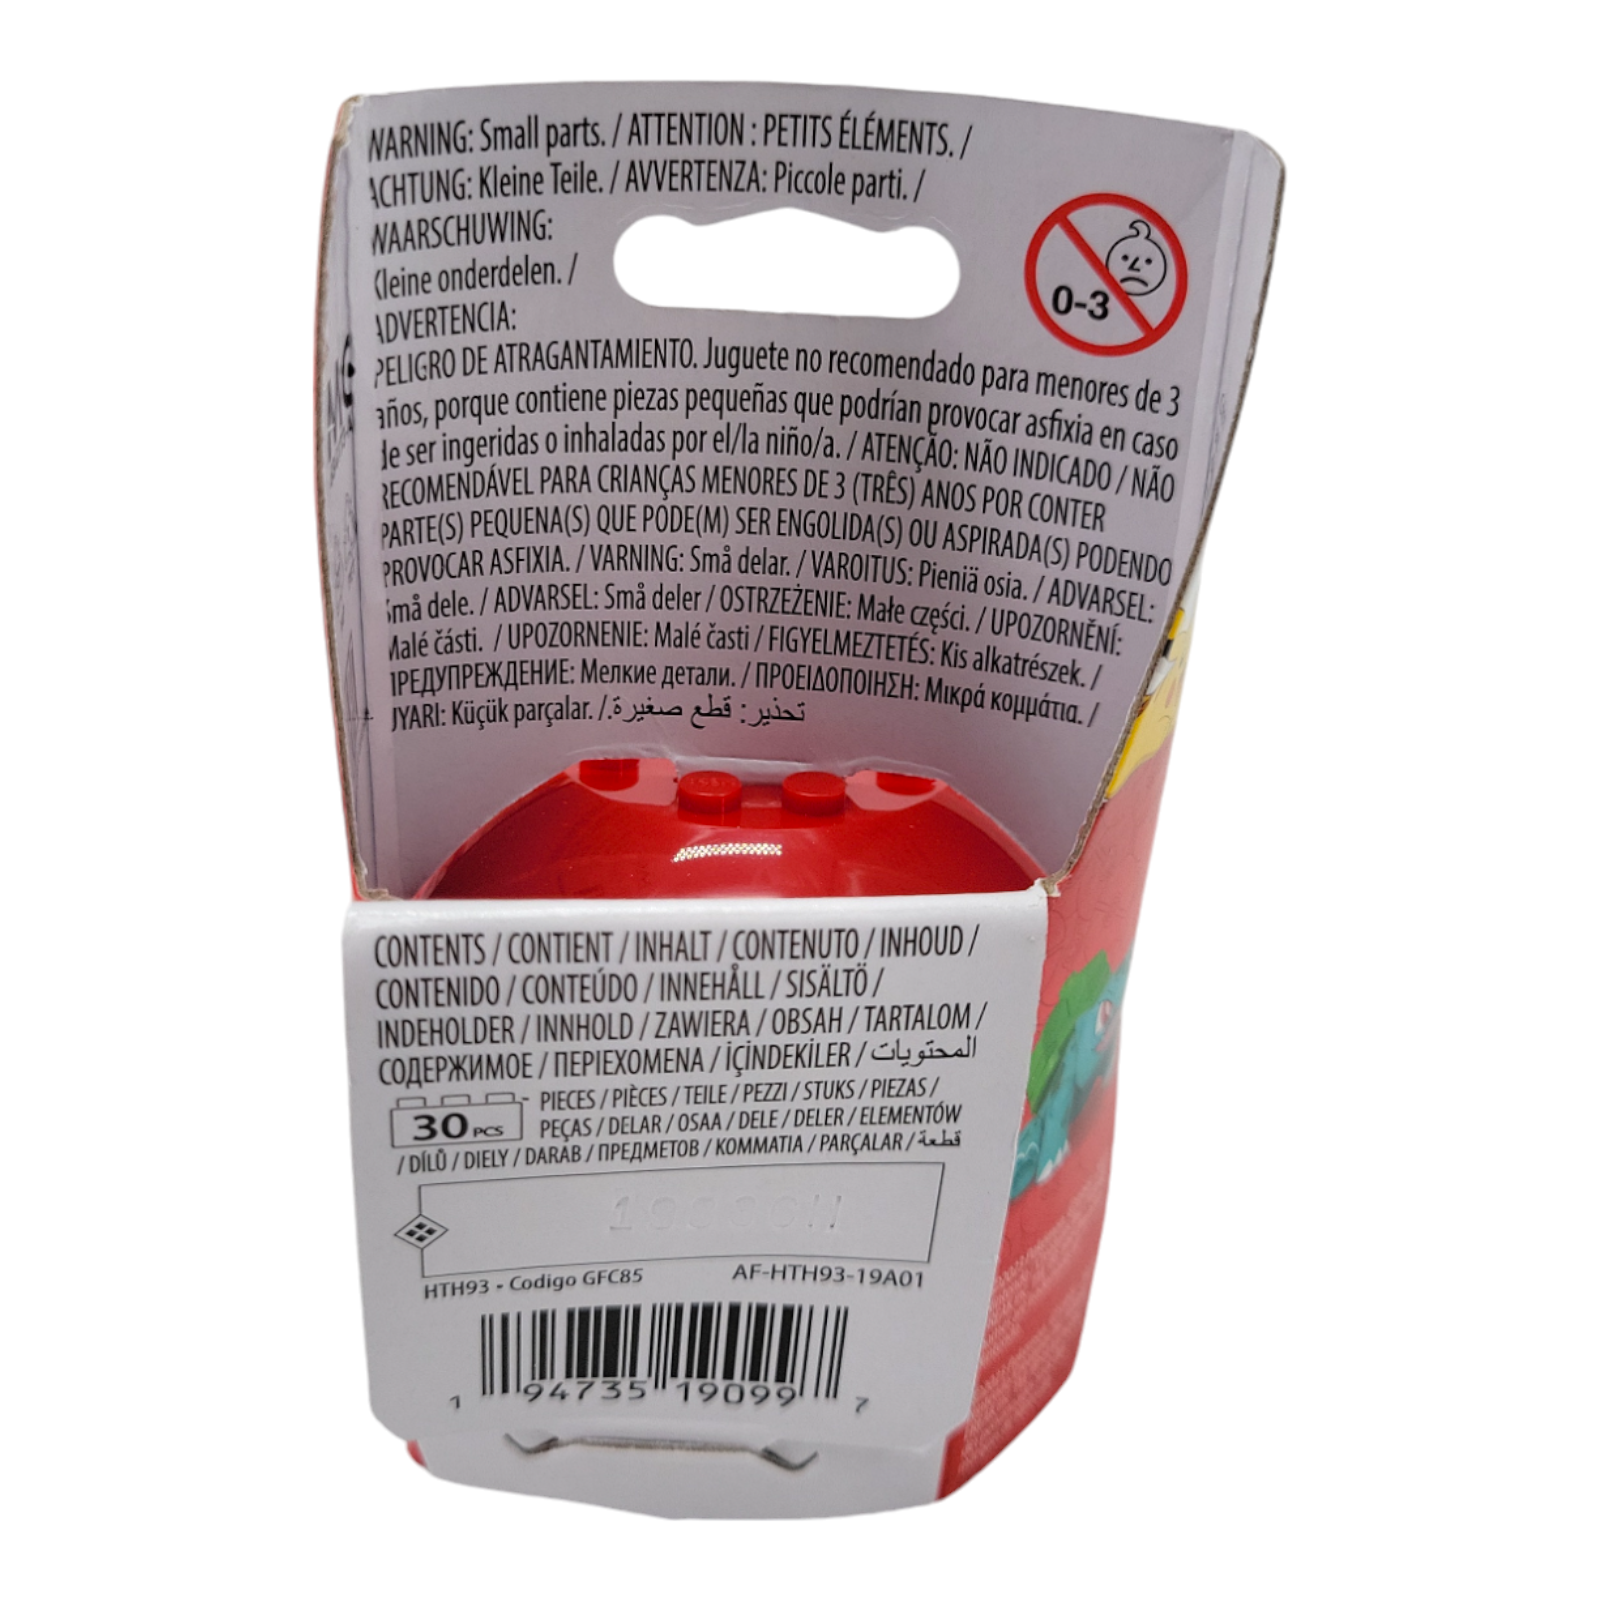 WARNING: Small parts. / ATTENTION : PETITS ÉLÉMENTS. /
ACHTUNG: Kleine Teile. / AVVERTENZA: Piccole parti. /
WAARSCHUWING:
Kleine onderdelen. /
ADVERTENCIA:
0-3
PELIGRO DE ATRAGANTAMIENTO. Juguete no recomendado para menores de 3
años, porque contiene piezas pequeñas que podrían provocar asfixia en caso
de ser ingeridas o inhaladas por el/la niño/a. / ATENÇÃO: NÃO INDICADO / NÃO
RECOMENDÁVEL PARA CRIANÇAS MENORES DE 3 (TRÊS) ANOS POR CONTER
PARTE(S) PEQUENA(S) QUE PODE(M) SER ENGOLIDA(S) OU ASPIRADA(S) PODENDO
PROVOCAR ASFIXIA. / VARNING: Små delar. / VAROITUS: Pieniä osia. / ADVARSEL:
Små dele. / ADVARSEL: Små deler / OSTRZEŻENIE: Małe części. / UPOZORNĚNÍ:
Malé části. / UPOZORNENIE: Malé časti / FIGYELMEZTETÉS: Kis alkatrészek. /
ПРЕДУПРЕЖДЕНИЕ: Мелкие детали. / ΠΡΟΕΙΔΟΠΟΙΗΣΗ: Μικρά κομμάτια. /
UYARI: Küçük parçalar. /.تحذير: قطع صغيرة
CONTENTS / CONTIENT / INHALT / CONTENUTO / INHOUD /
CONTENIDO / CONTEÚDO / INNEHÅLL / SISÄLTÖ /
INDEHOLDER / INNHOLD / ZAWIERA / OBSAH / TARTALOM /
СОДЕРЖИМОЕ / ΠΕΡΙΕΧΟΜΕΝΑ / İÇİNDEKİLER / المحتويات
30 PCS
PIECES / PIÈCES / TEILE / PEZZI / STUKS / PIEZAS /
PEÇAS / DELAR / OSAA / DELE / DELER / ELEMENTÓW
/ DÍLŮ / DIELY / DARAB / ПРЕДМЕТОВ / ΚΟΜΜΑΤΙΑ / PARÇALAR / قطعة
HTH93 - Codigo GFC85 AF-HTH93-19A01
1 94735 19099 7